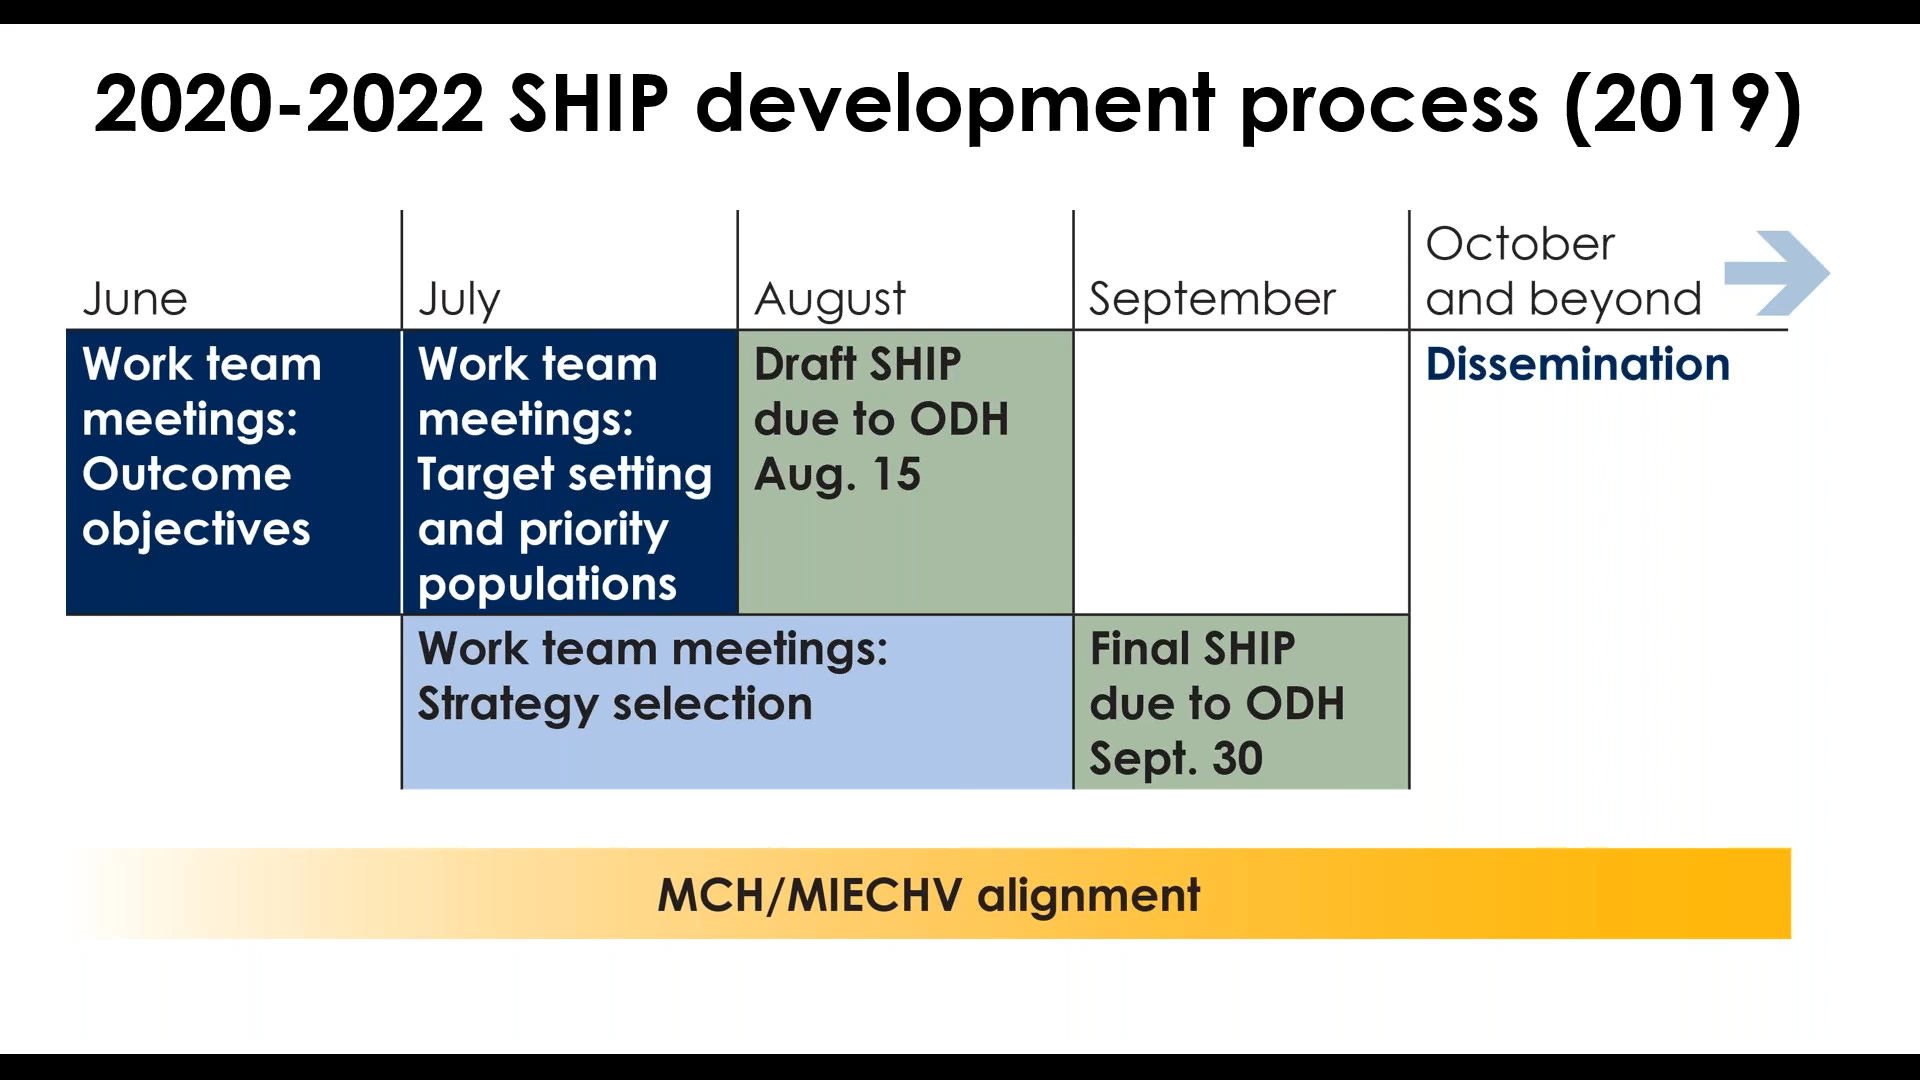 2020-2022 SHIP development process (2019)
June
July
August
September
October
and beyond
Work team
meetings:
Outcome
objectives
Work team
meetings:
Target setting
and priority
populations
Draft SHIP
due to ODH
Aug. 15
Dissemination
Work team meetings:
Strategy selection
Final SHIP
due to ODH
Sept. 30
MCH/MIECHV alignment